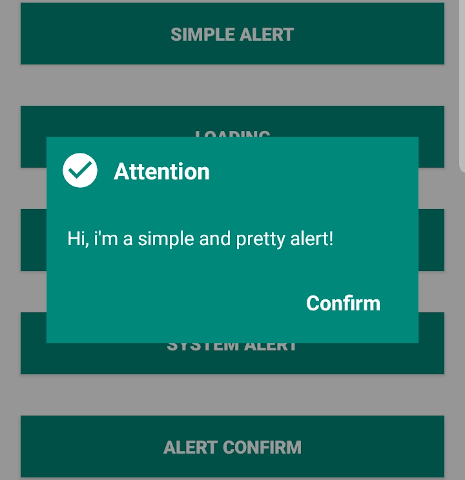 SIMPLE ALERT
LOADING
Attention
Hi, i'm a simple and pretty alert!
Confirm
SYSTEM ALERT
ALERT CONFIRM